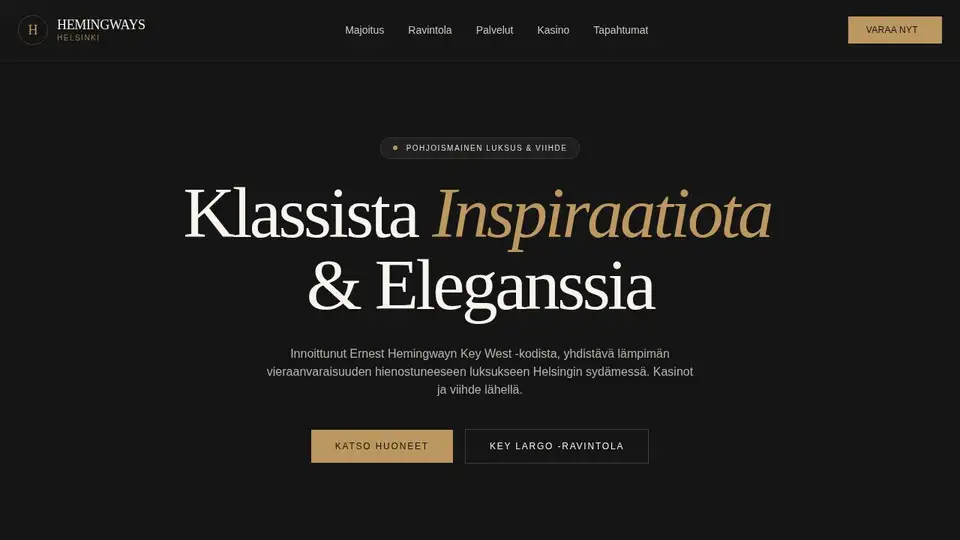 H
HEMINGWAYS
HELSINKI
Majoitus Ravintola Palvelut Kasino Tapahtumat
VARAA NYT
POHJOISMAINEN LUKSUS & VIIHDE
Klassista Inspiraatiota
& Eleganssia
Innoittunut Ernest Hemingwayn Key West -kodista, yhdistävä lämpimän
vieraanvaraisuuden hienostuneeseen luksukseen Helsingin sydämessä. Kasinot
ja viihde lähellä.
KATSO HUONEET
KEY LARGO -RAVINTOLA